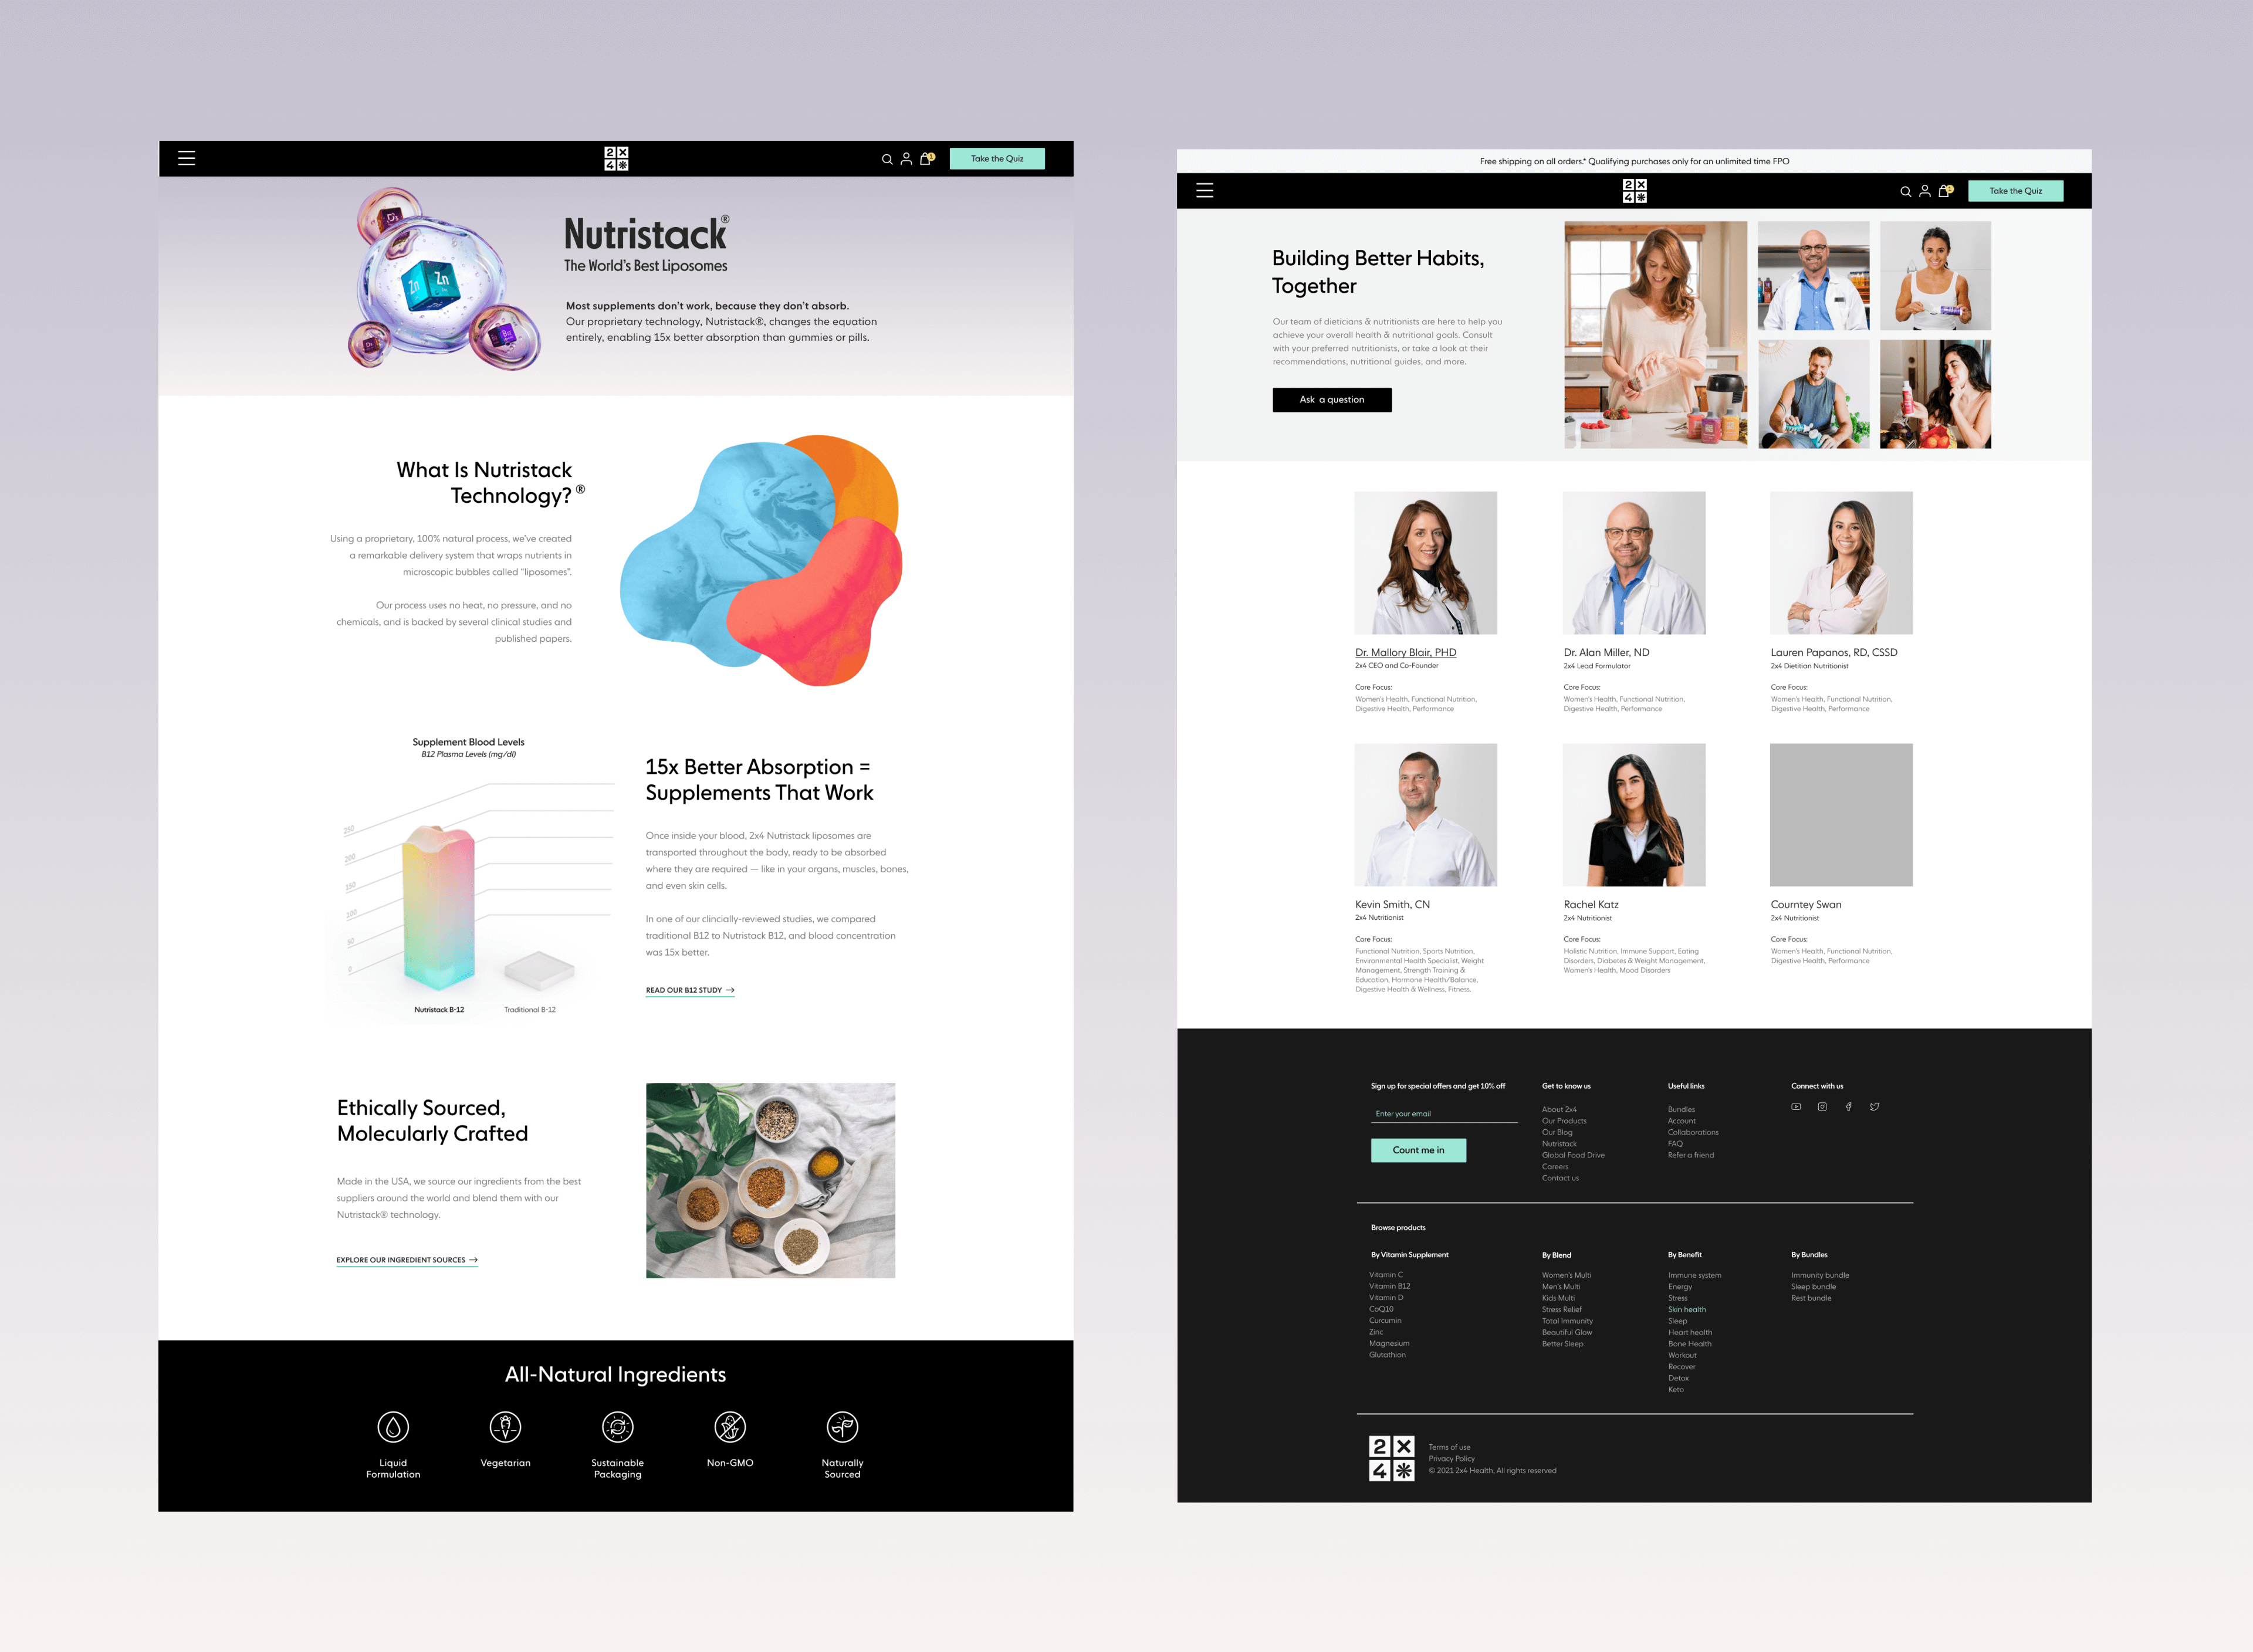 2 X
4 *
1
Take the Quiz
D₃
Zn Zn
B₁₂
D₃
Nutristack®
The World's Best Liposomes
Most supplements don't work, because they don't absorb.
Our proprietary technology, Nutristack®, changes the equation
entirely, enabling 15x better absorption than gummies or pills.
What Is Nutristack
Technology? ®
Using a proprietary, 100% natural process, we've created
a remarkable delivery system that wraps nutrients in
microscopic bubbles called "liposomes".
Our process uses no heat, no pressure, and no
chemicals, and is backed by several clinical studies and
published papers.
Supplement Blood Levels
B12 Plasma Levels (mg/dl)
250
200
150
100
50
0
Nutristack B-12
Traditional B-12
15x Better Absorption =
Supplements That Work
Once inside your blood, 2x4 Nutristack liposomes are
transported throughout the body, ready to be absorbed
where they are required — like in your organs, muscles, bones,
and even skin cells.
In one of our clincially-reviewed studies, we compared
traditional B12 to Nutristack B12, and blood concentration
was 15x better.
READ OUR B12 STUDY →
Ethically Sourced,
Molecularly Crafted
Made in the USA, we source our ingredients from the best
suppliers around the world and blend them with our
Nutristack® technology.
EXPLORE OUR INGREDIENT SOURCES →
All-Natural Ingredients
Liquid
Formulation
Vegetarian
Sustainable
Packaging
Non-GMO
Naturally
Sourced
Free shipping on all orders.* Qualifying purchases only for an unlimited time FPO
2 X
4 *
1
Take the Quiz
Building Better Habits,
Together
Our team of dieticians & nutritionists are here to help you
achieve your overall health & nutritional goals. Consult
with your preferred nutritionists, or take a look at their
recommendations, nutritional guides, and more.
Ask a question
Dr. Mallory Blair, PHD
2x4 CEO and Co-Founder
Core Focus:
Women's Health, Functional Nutrition,
Digestive Health, Performance
Dr. Alan Miller, ND
2x4 Lead Formulator
Core Focus:
Women's Health, Functional Nutrition,
Digestive Health, Performance
Lauren Papanos, RD, CSSD
2x4 Dietitian Nutritionist
Core Focus:
Women's Health, Functional Nutrition,
Digestive Health, Performance
Kevin Smith, CN
2x4 Nutritionist
Core Focus:
Functional Nutrition, Sports Nutrition,
Environmental Health Specialist, Weight
Management, Strength Training &
Education, Hormone Health/Balance,
Digestive Health & Wellness, Fitness.
Rachel Katz
2x4 Nutritionist
Core Focus:
Holistic Nutrition, Immune Support, Eating
Disorders, Diabetes & Weight Management,
Women's Health, Mood Disorders
Courntey Swan
2x4 Nutritionist
Core Focus:
Women's Health, Functional Nutrition,
Digestive Health, Performance
Sign up for special offers and get 10% off
Enter your email
Count me in
Get to know us
About 2x4
Our Products
Our Blog
Nutristack
Global Food Drive
Careers
Contact us
Useful links
Bundles
Account
Collaborations
FAQ
Refer a friend
Connect with us
Browse products
By Vitamin Supplement
Vitamin C
Vitamin B12
Vitamin D
CoQ10
Curcumin
Zinc
Magnesium
Glutathion
By Blend
Women's Multi
Men's Multi
Kids Multi
Stress Relief
Total Immunity
Beautiful Glow
Better Sleep
By Benefit
Immune system
Energy
Stress
Skin health
Sleep
Heart health
Bone Health
Workout
Recover
Detox
Keto
By Bundles
Immunity bundle
Sleep bundle
Rest bundle
2 X
4 *
Terms of use
Privacy Policy
© 2021 2x4 Health, All rights reserved